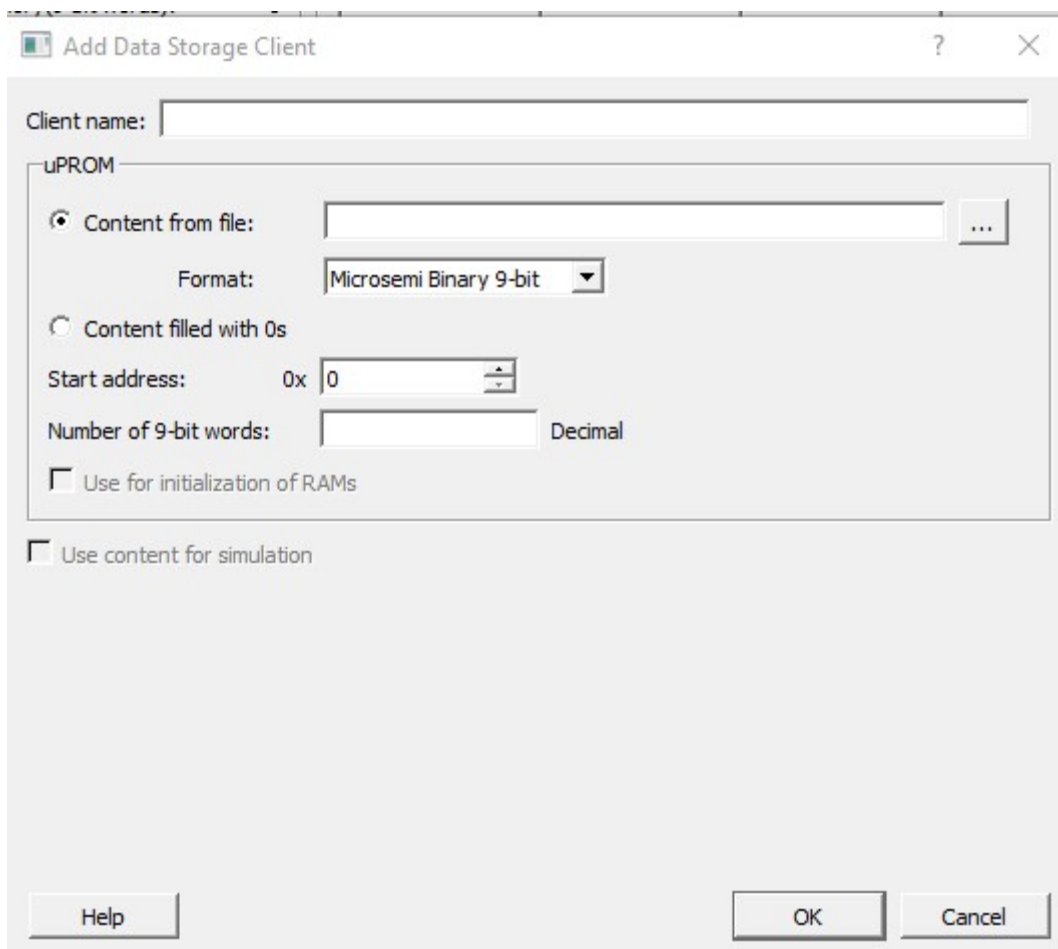 Add Data Storage Client ?
Client name:
uPROM
Content from file: ...
Format: Microsemi Binary 9-bit
Content filled with 0s
Start address: 0x 0
Number of 9-bit words: Decimal
Use for initialization of RAMs
Use content for simulation
Help OK Cancel